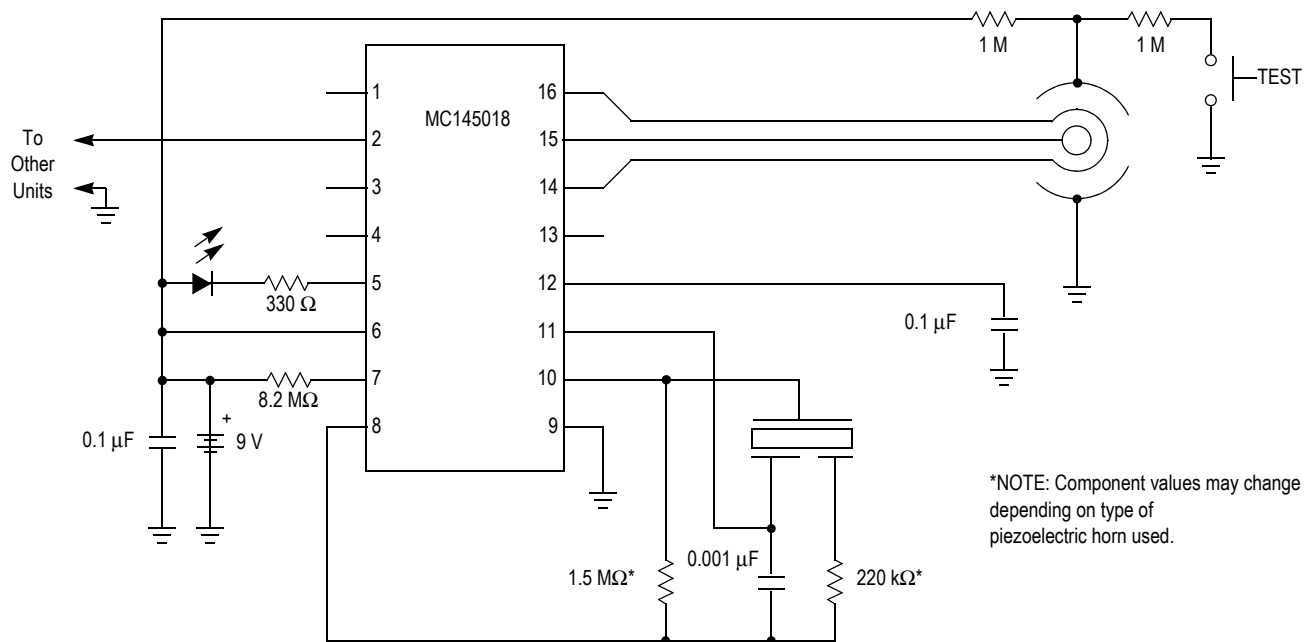 1 M
1 M
TEST
MC145018
To
Other
Units
1
2
3
4
5
6
7
8
16
15
14
13
12
11
10
9
330 Ω
8.2 MΩ
0.1 μF
+
9 V
0.1 μF
1.5 MΩ*
0.001 μF
220 kΩ*
*NOTE: Component values may change
depending on type of
piezoelectric horn used.